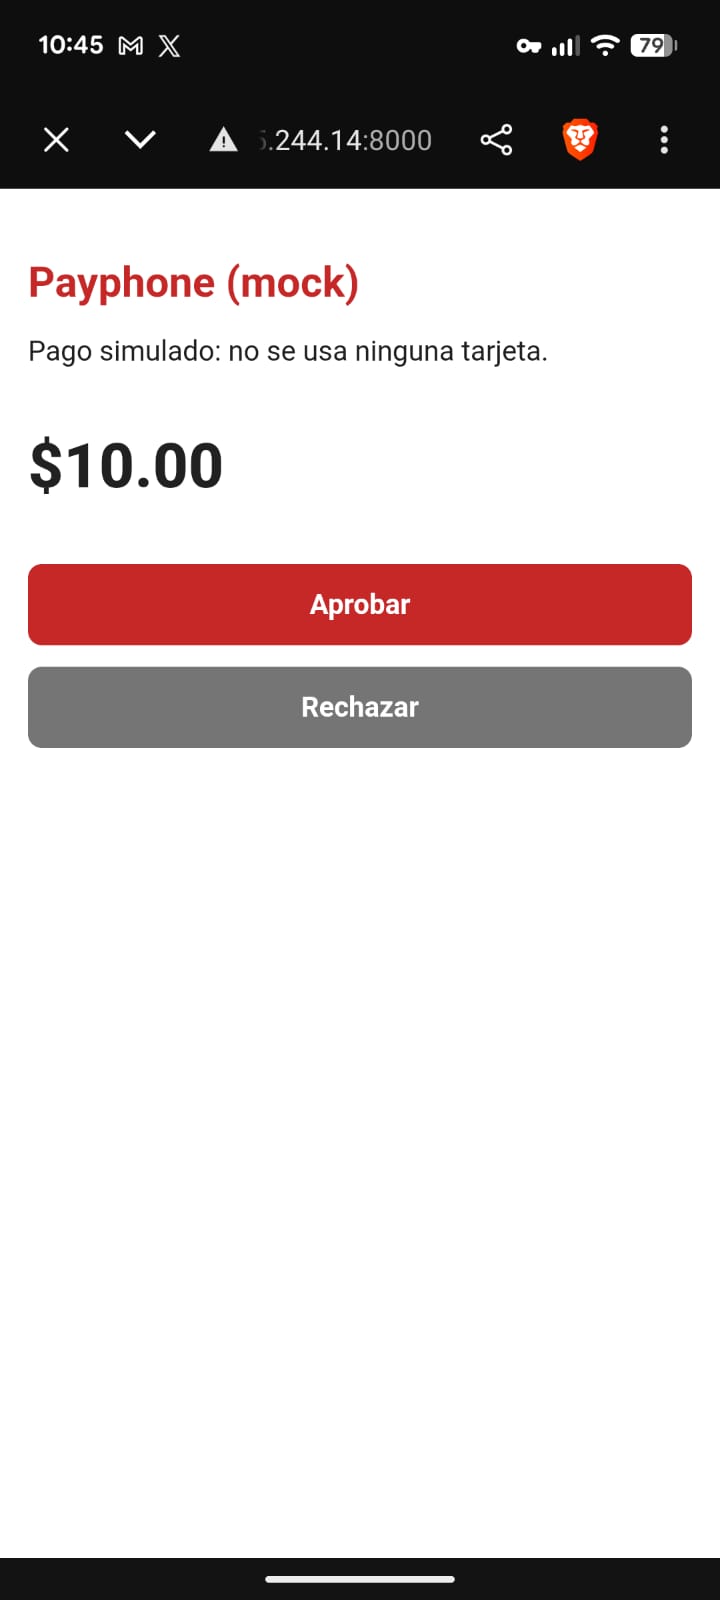 10:45
79
.244.14:8000
Payphone (mock)
Pago simulado: no se usa ninguna tarjeta.
$10.00
Aprobar
Rechazar